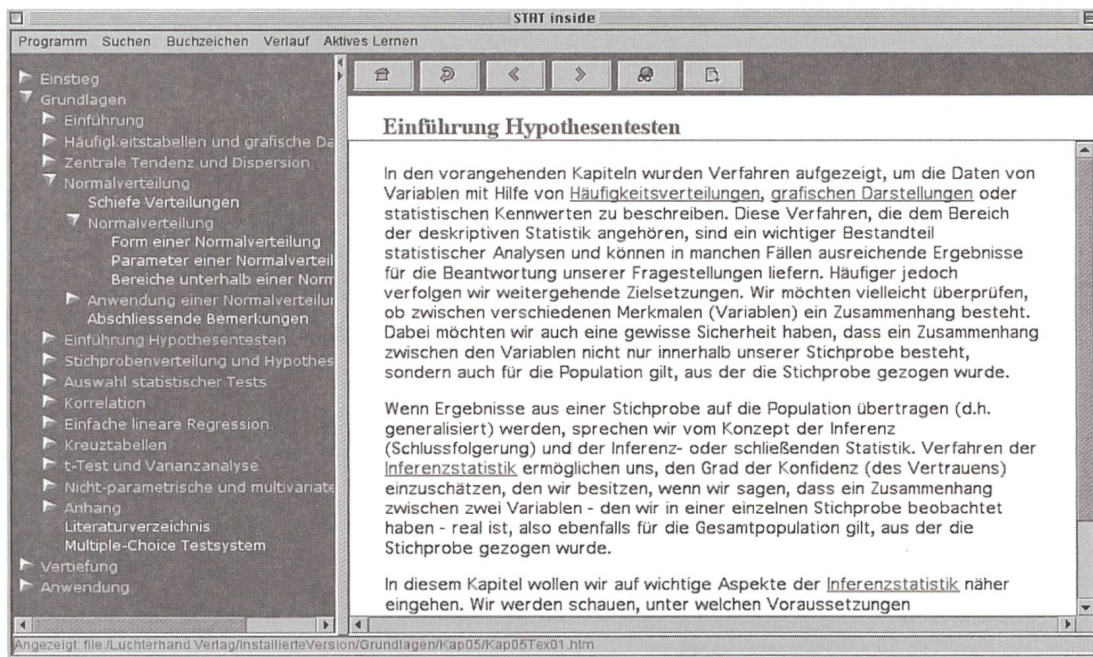 STAT inside
Programm Suchen Buchzeichen Verlauf Aktives Lernen
Einstieg
Grundlagen
Einführung
Häufigkeitstabellen und grafische Da
Zentrale Tendenz und Dispersion
Normalverteilung
Schiefe Verteilungen
Normalverteilung
Form einer Normalverteilung
Parameter einer Normalverteil
Bereiche unterhalb einer Norm
Anwendung einer Normalverteilur
Abschliessende Bemerkungen
Einführung Hypothesentesten
Stichprobenverteilung und Hypothes
Auswahl statistischer Tests
Korrelation
Einfache lineare Regression
Kreuztabellen
t-Test und Varianzanalyse
Nicht-parametrische und multivariate
Anhang
Literaturverzeichnis
Multiple-Choice Testsystem
Vertiefung
Anwendung
Einführung Hypothesentesten
In den vorangehenden Kapiteln wurden Verfahren aufgezeigt, um die Daten von
Variablen mit Hilfe von Häufigkeitsverteilungen, grafischen Darstellungen oder
statistischen Kennwerten zu beschreiben. Diese Verfahren, die dem Bereich
der deskriptiven Statistik angehören, sind ein wichtiger Bestandteil
statistischer Analysen und können in manchen Fällen ausreichende Ergebnisse
für die Beantwortung unserer Fragestellungen liefern. Häufiger jedoch
verfolgen wir weitergehende Zielsetzungen. Wir möchten vielleicht überprüfen,
ob zwischen verschiedenen Merkmalen (Variablen) ein Zusammenhang besteht.
Dabei möchten wir auch eine gewisse Sicherheit haben, dass ein Zusammenhang
zwischen den Variablen nicht nur innerhalb unserer Stichprobe besteht,
sondern auch für die Population gilt, aus der die Stichprobe gezogen wurde.
Wenn Ergebnisse aus einer Stichprobe auf die Population übertragen (d.h.
generalisiert) werden, sprechen wir vom Konzept der Inferenz
(Schlussfolgerung) und der Inferenz- oder schließenden Statistik. Verfahren der
Inferenzstatistik ermöglichen uns, den Grad der Konfidenz (des Vertrauens)
einzuschätzen, den wir besitzen, wenn wir sagen, dass ein Zusammenhang
zwischen zwei Variablen - den wir in einer einzelnen Stichprobe beobachtet
haben - real ist, also ebenfalls für die Gesamtpopulation gilt, aus der die
Stichprobe gezogen wurde.
In diesem Kapitel wollen wir auf wichtige Aspekte der Inferenzstatistik näher
eingehen. Wir werden schauen, unter welchen Voraussetzungen
Angezeigt: file:/Luchterhand Verlag/InstallierteVersion/Grundlagen/Kap05/Kap05Tex01.htm